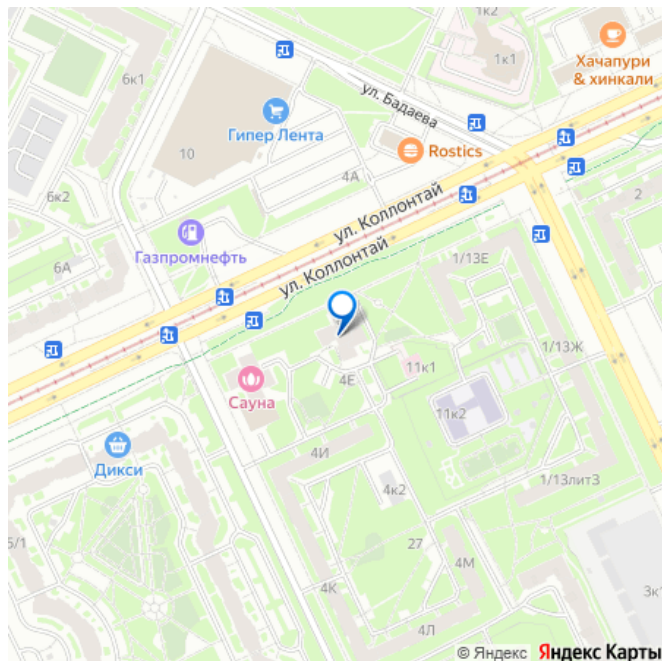 1к2
6к1
1к1
Хачапури
& хинкали
ул. Бадаева
Гипер Лента
10
Rostics
4А
6к2
2
ул. Коллонтай
Газпромнефть
1/13Е
6А
ул. Коллонтай
1/13Ж
11к1
4Е
Сауна
11к2
4И
Дикси
1/13литЗ
4к2
5/1
27
4М
4К
3к
4Л
© Яндекс Яндекс Карты